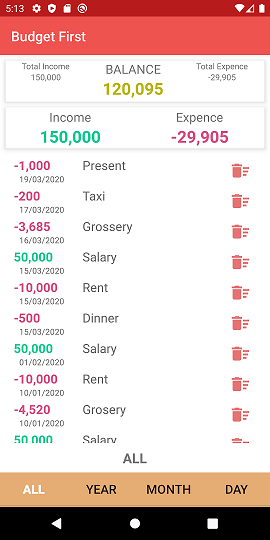 5:13
Budget First
Total Income
150,000
BALANCE
120,095
Total Expence
-29,905
Income
150,000
Expence
-29,905
-1,000 Present
19/03/2020
-200 Taxi
17/03/2020
-3,685 Grossery
16/03/2020
50,000 Salary
15/03/2020
-10,000 Rent
15/03/2020
-500 Dinner
15/03/2020
50,000 Salary
01/02/2020
-10,000 Rent
10/01/2020
-4,520 Grosery
10/01/2020
50,000 Salary
ALL
ALL YEAR MONTH DAY